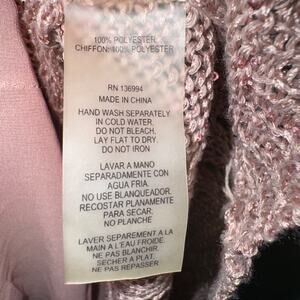 100% POLYESTER
CHIFFON: 100% POLYESTER
RN 136994
MADE IN CHINA
HAND WASH SEPARATELY
IN COLD WATER.
DO NOT BLEACH.
LAY FLAT TO DRY.
DO NOT IRON
LAVAR A MANO
SEPARADAMENTE CON
AGUA FRIA.
NO USE BLANQUEADOR.
RECOSTAR PLANAMENTE
PARA SECAR.
NO PLANCHE
LAVER SEPAREMENT A LA
MAIN A L'EAU FROIDE.
NE PAS BLANCHIR.
SECHER A PLAT.
NE PAS REPASSER